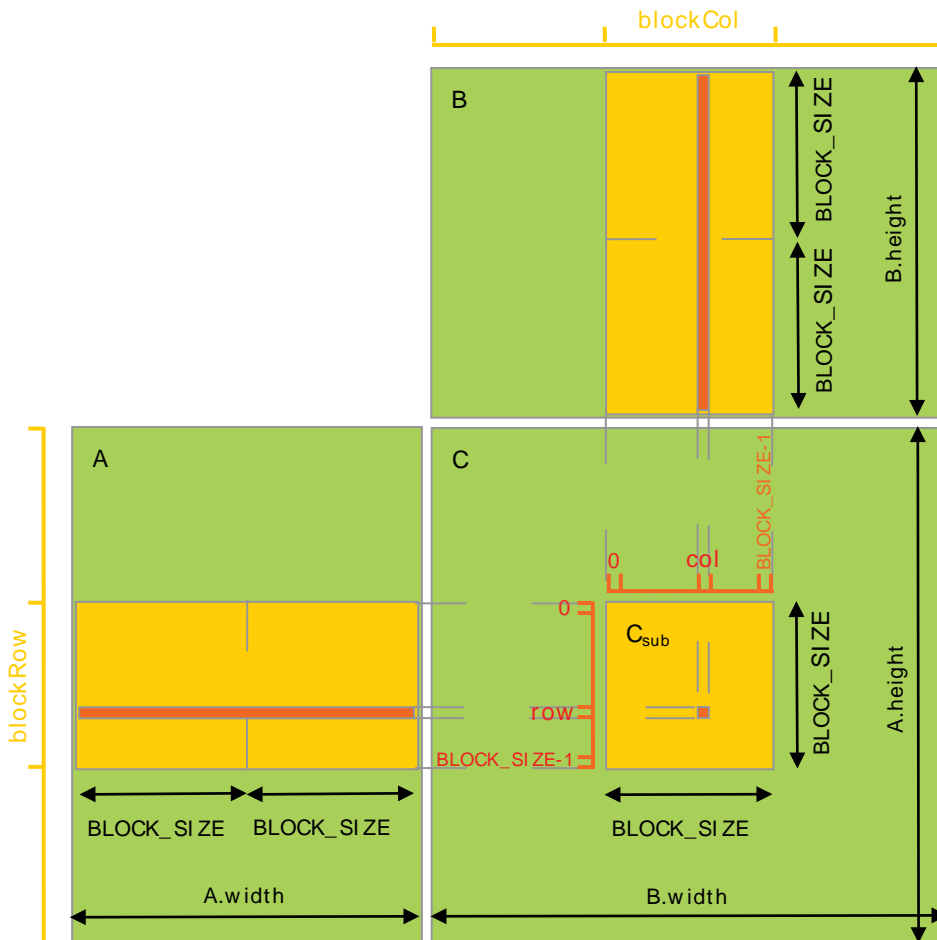 blockCol
B
BLOCK_SIZE
BLOCK_SIZE
B.height
A
C
BLOCK_SIZE-1
0
col
blockRow
0
row
BLOCK_SIZE-1
Csub
BLOCK_SIZE
A.height
BLOCK_SIZE
BLOCK_SIZE
BLOCK_SIZE
A.width
B.width